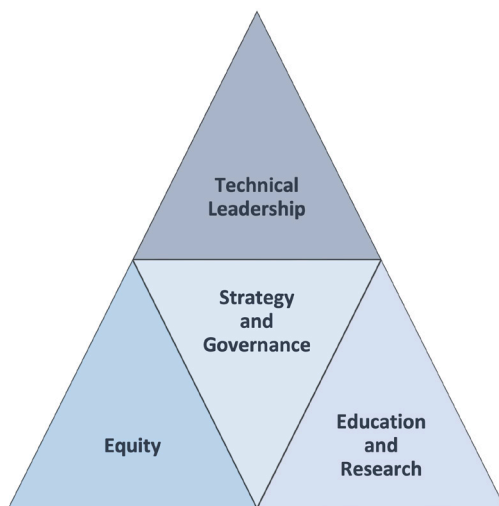 Technical
Leadership
Strategy
and
Governance
Equity
Education
and
Research